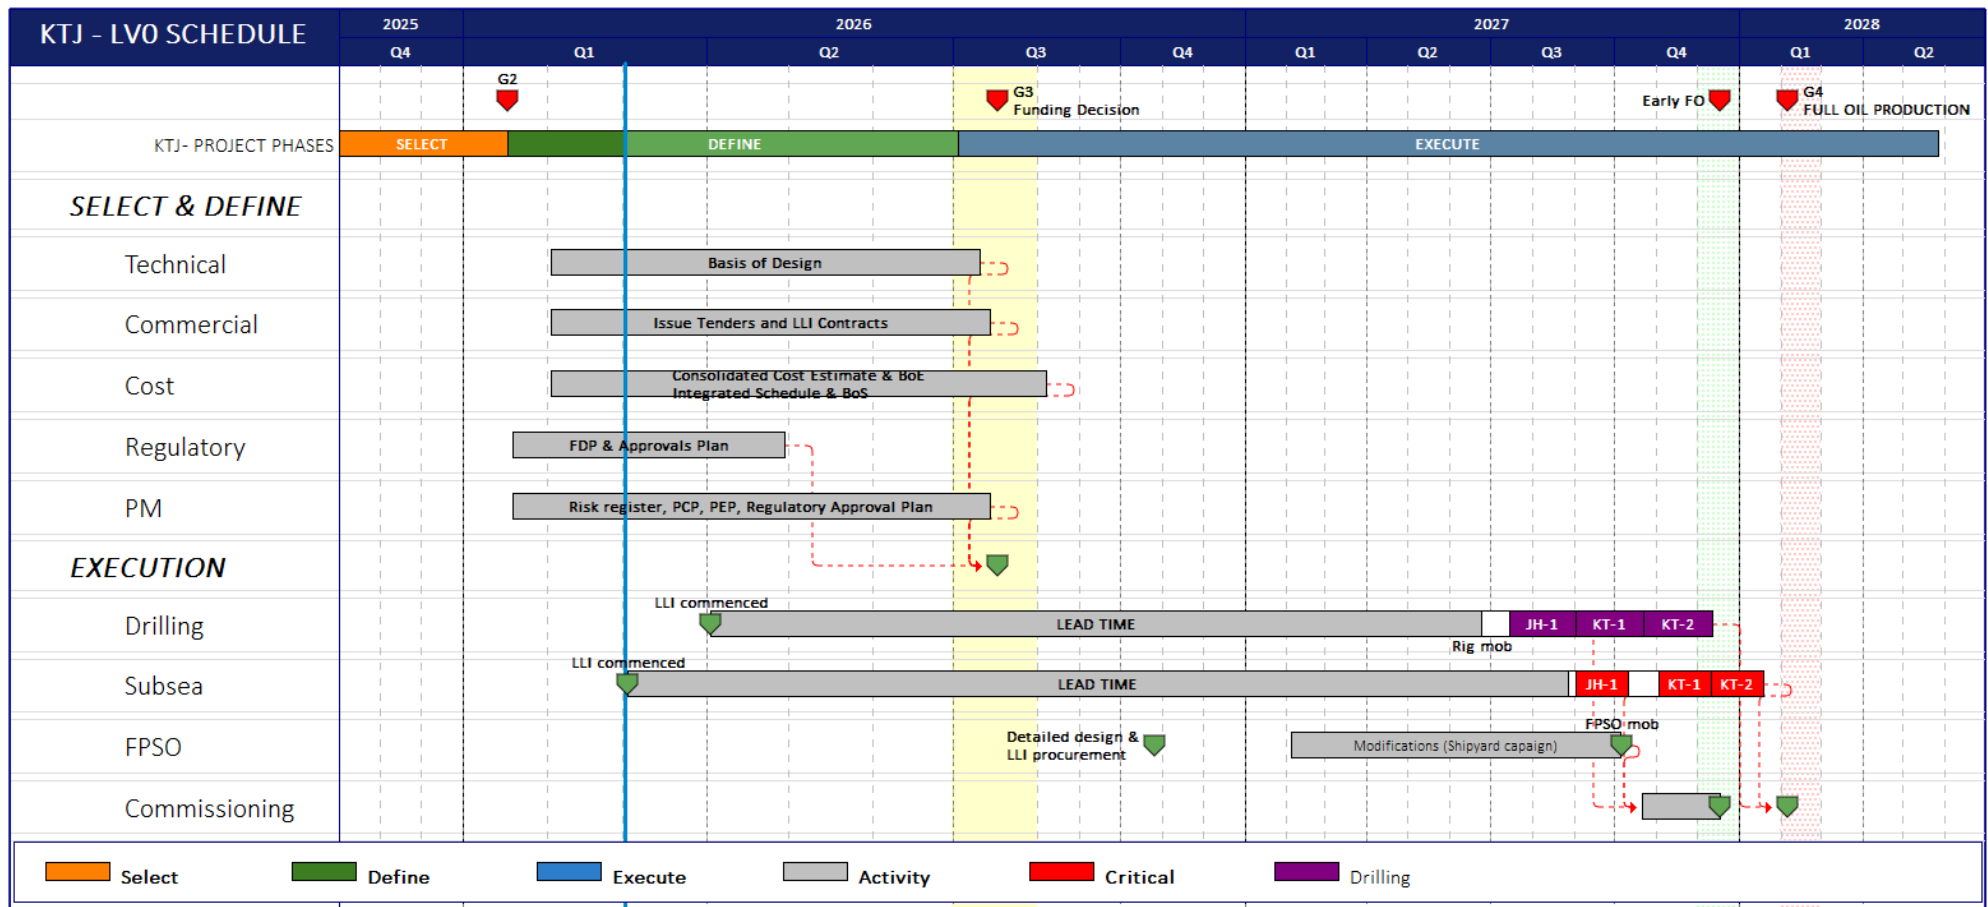 KTJ - LV0 SCHEDULE
2025
2026
2027
2028
Q4
Q1
Q2
Q3
Q4
Q1
Q2
Q3
Q4
Q1
Q2
G2
G3
Funding Decision
Early FO
G4
FULL OIL PRODUCTION
KTJ- PROJECT PHASES
SELECT
DEFINE
EXECUTE
SELECT & DEFINE
Technical
Basis of Design
Commercial
Issue Tenders and LLI Contracts
Cost
Consolidated Cost Estimate & BoE
Integrated Schedule & BoS
Regulatory
FDP & Approvals Plan
PM
Risk register, PCP, PEP, Regulatory Approval Plan
EXECUTION
LLI commenced
Drilling
LEAD TIME
Rig mob
JH-1
KT-1
KT-2
LLI commenced
Subsea
LEAD TIME
JH-1
KT-1
KT-2
FPSO
Detailed design &
LLI procurement
Modifications (Shipyard capaign)
FPSO mob
Commissioning
Select
Define
Execute
Activity
Critical
Drilling